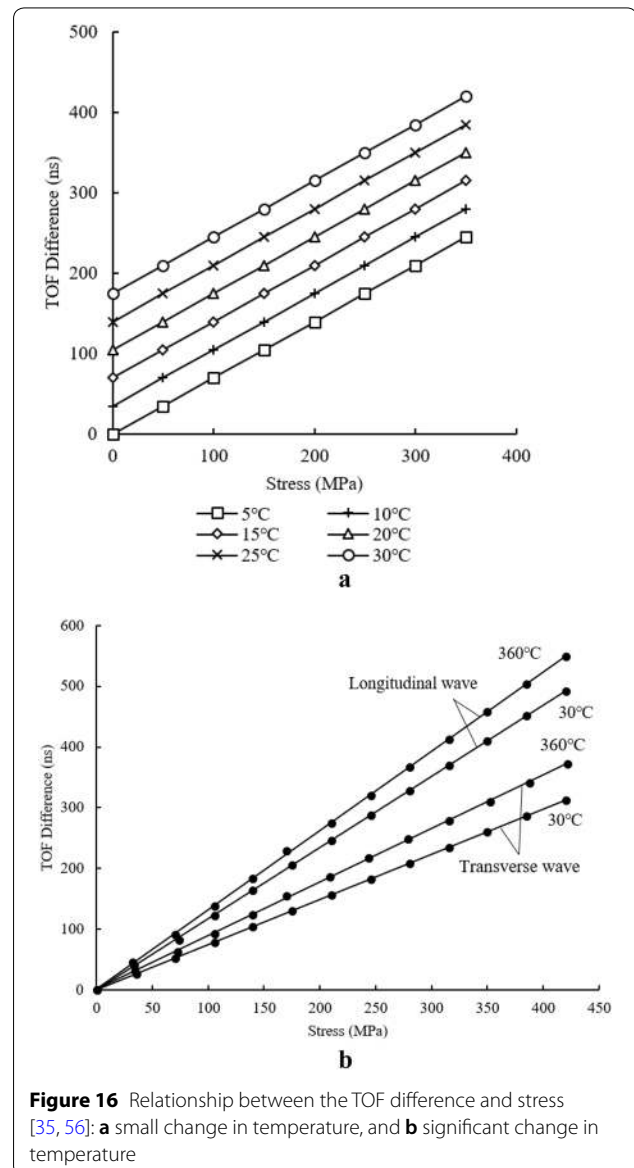 500
400
300
200
100
0
TOF Difference (ns)
0 100 200 300 400
Stress (MPa)
5°C 10°C
15°C 20°C
25°C 30°C
a
600
500
400
300
200
100
0
TOF Difference (ns)
360°C
Longitudinal wave
30°C
360°C
30°C
Transverse wave
0 50 100 150 200 250 300 350 400 450
Stress (MPa)
b
Figure 16 Relationship between the TOF difference and stress
[35, 56]: a small change in temperature, and b significant change in
temperature